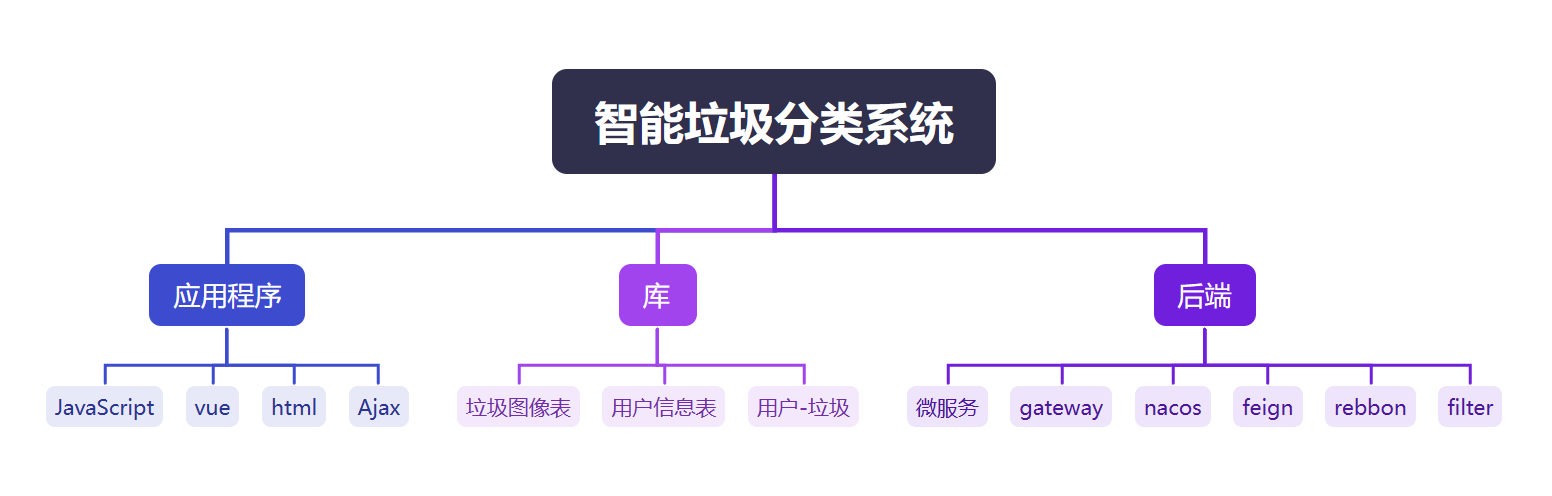 智能垃圾分类系统
应用程序
库
后端
JavaScript
vue
html
Ajax
垃圾图像表
用户信息表
用户-垃圾
微服务
gateway
nacos
feign
rebbon
filter